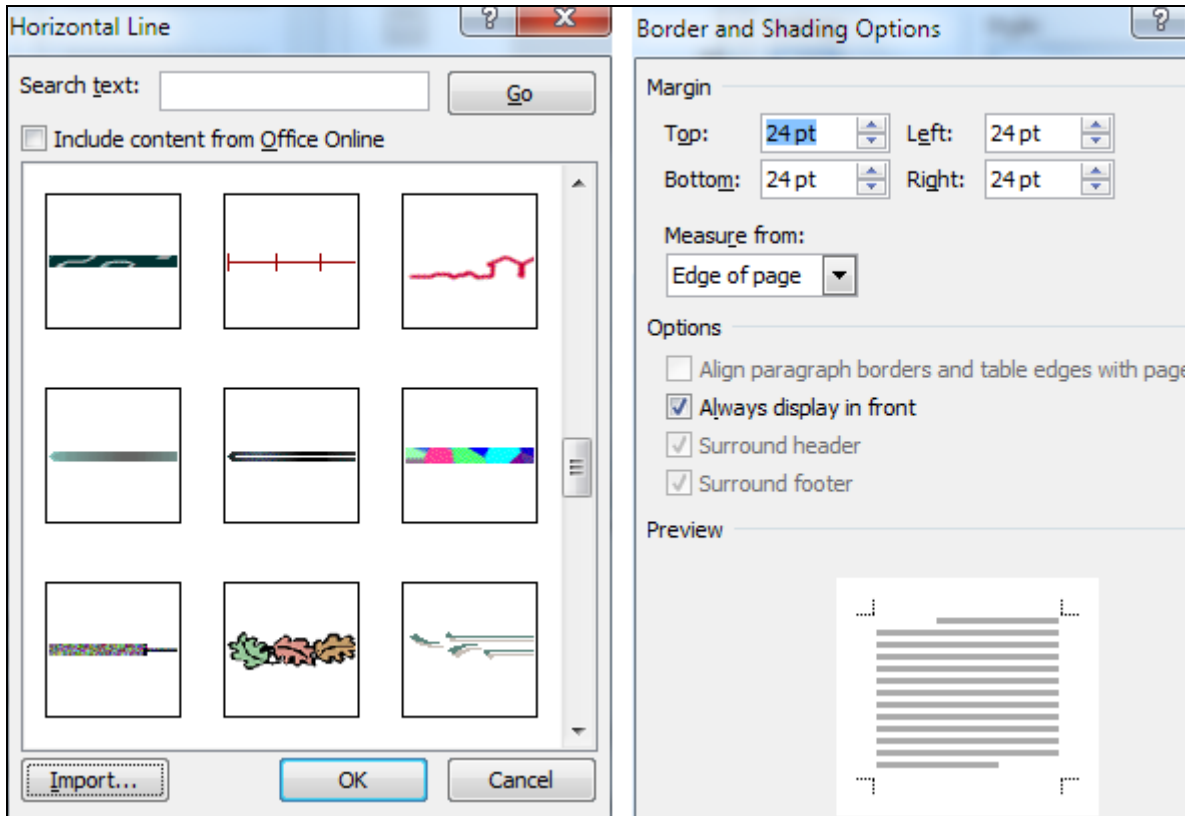 Horizontal Line
Search text:
Go
Include content from Office Online
Import...
OK
Cancel
Border and Shading Options
Margin
Top: 24 pt Left: 24 pt
Bottom: 24 pt Right: 24 pt
Measure from:
Edge of page
Options
Align paragraph borders and table edges with page
Always display in front
Surround header
Surround footer
Preview